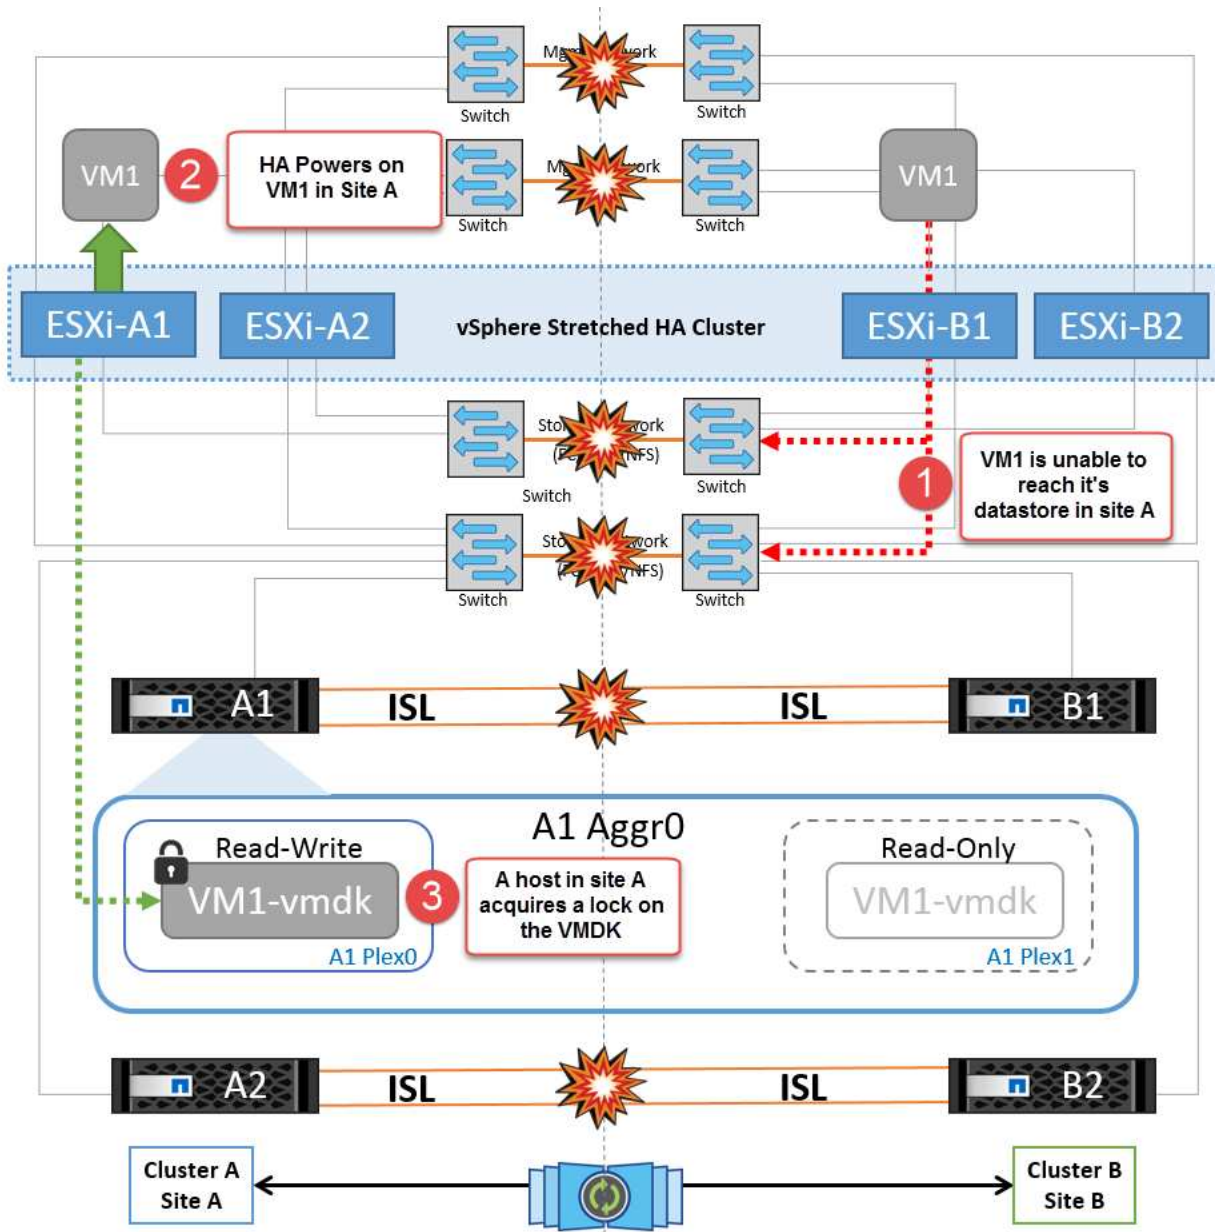 Switch
Switch
VM1
2
HA Powers on
VM1 in Site A
Switch
Switch
VM1
ESXi-A1
ESXi-A2
vSphere Stretched HA Cluster
ESXi-B1
ESXi-B2
Switch
Switch
1
VM1 is unable to
reach it's
datastore in site A
Switch
Switch
A1
ISL
ISL
B1
A1 Aggr0
Read-Write
VM1-vmdk
A1 Plex0
3
A host in site A
acquires a lock on
the VMDK
Read-Only
VM1-vmdk
A1 Plex1
A2
ISL
ISL
B2
Cluster A
Site A
Cluster B
Site B